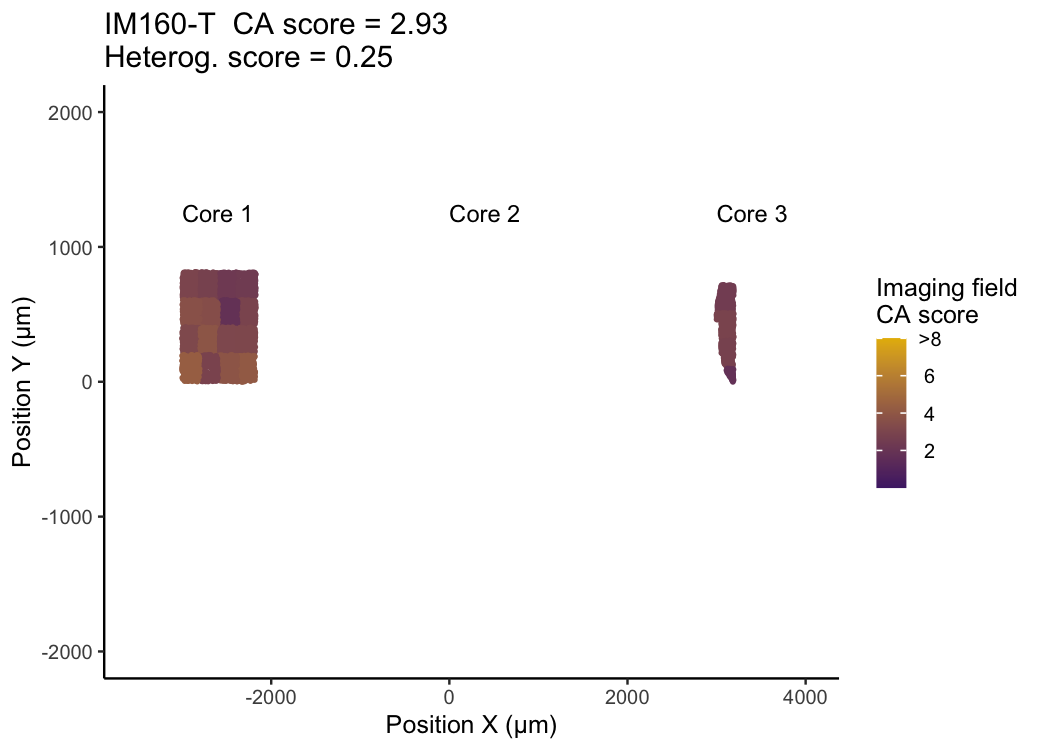 IM160-T  CA score = 2.93
Heterog. score = 0.25
Position Y (µm)
2000
1000
0
-1000
-2000
Core 1
Core 2
Core 3
-2000
0
2000
4000
Position X (µm)
Imaging field
CA score
>8
6
4
2